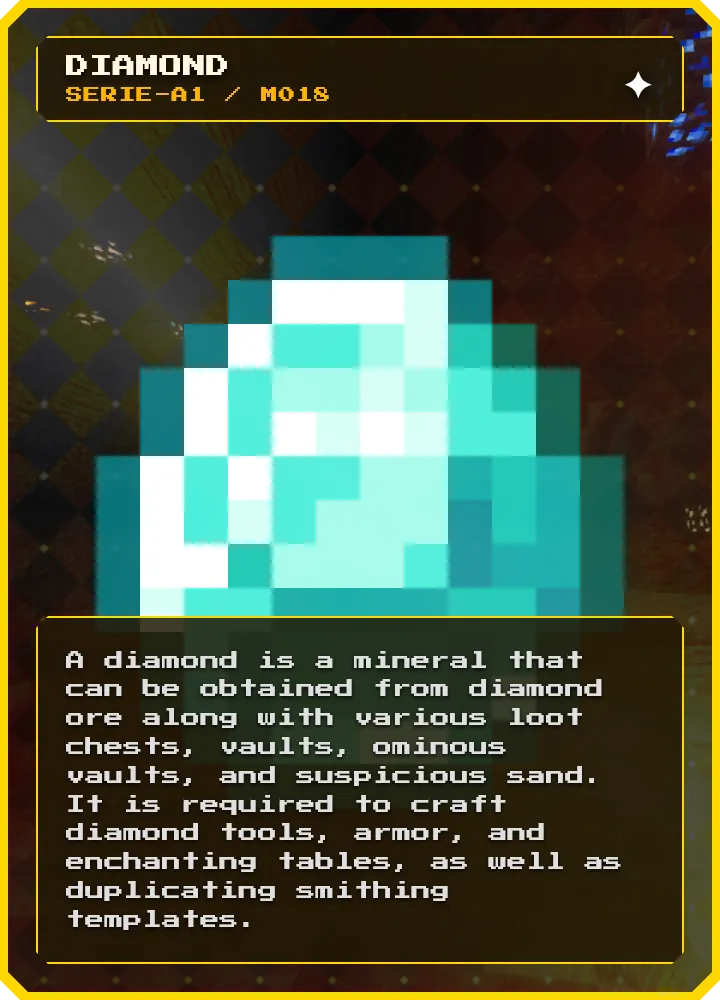 DIAMOND
SERIE-A1 / M018
A diamond is a mineral that
can be obtained from diamond
ore along with various loot
chests, vaults, ominous
vaults, and suspicious sand.
It is required to craft
diamond tools, armor, and
enchanting tables, as well as
duplicating smithing
templates.